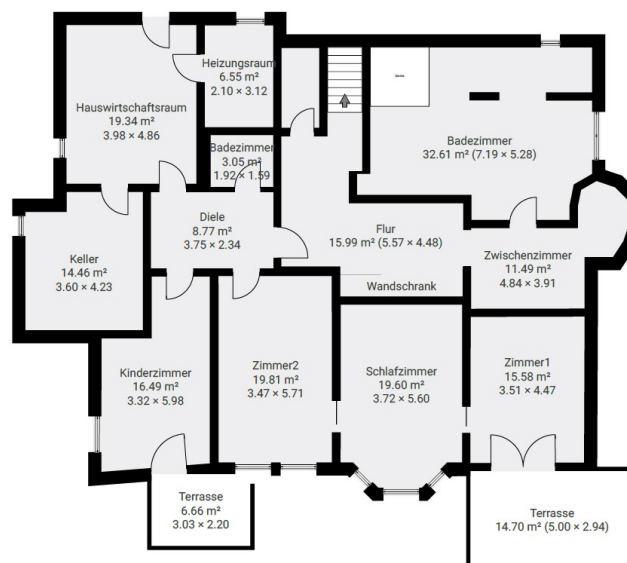 Heizungsraum
6.55 m²
2.10 × 3.12
Hauswirtschaftsraum
19.34 m²
3.98 × 4.86
Badezimmer
3.05 m²
1.92 × 1.59
Badezimmer
32.61 m² (7.19 × 5.28)
Diele
8.77 m²
3.75 × 2.34
Flur
15.99 m² (5.57 × 4.48)
Keller
14.46 m²
3.60 × 4.23
Zwischenzimmer
11.49 m²
4.84 × 3.91
Wandschrank
Kinderzimmer
16.49 m²
3.32 × 5.98
Zimmer2
19.81 m²
3.47 × 5.71
Schlafzimmer
19.60 m²
3.72 × 5.60
Zimmer1
15.58 m²
3.51 × 4.47
Terrasse
6.66 m²
3.03 × 2.20
Terrasse
14.70 m² (5.00 × 2.94)